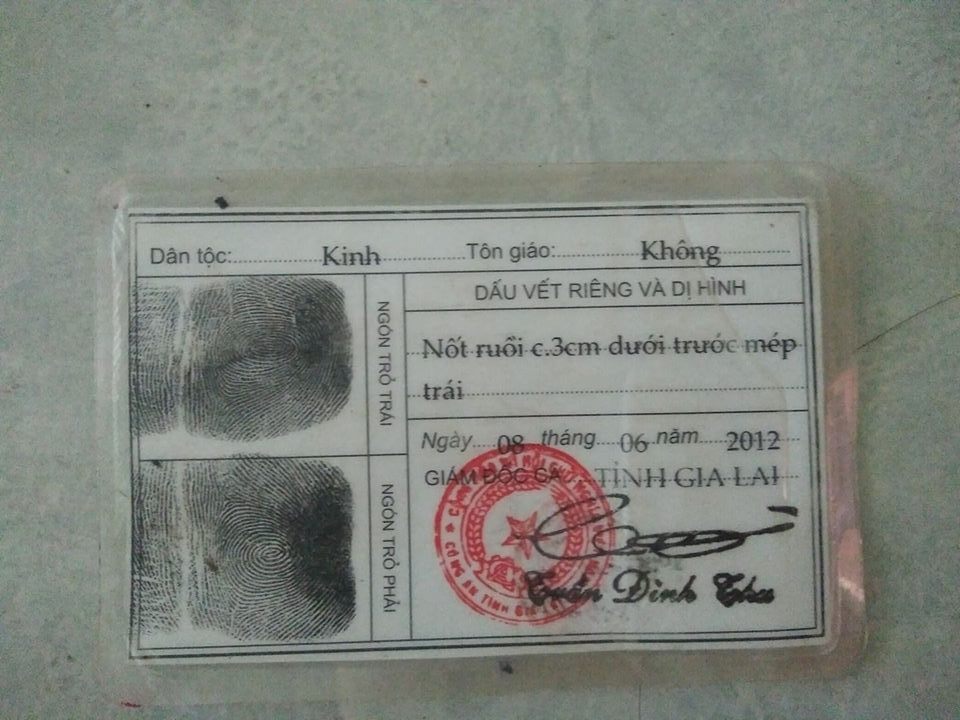 Dân tộc: Kinh Tôn giáo: Không
NGÓN TRỎ TRÁI
DẤU VẾT RIÊNG VÀ DỊ HÌNH
Nốt ruồi c.3cm dưới trước mép
trái
NGÓN TRỎ PHẢI
Ngày 08 tháng 06 năm 2012
GIÁM ĐỐC CA TỈNH GIA LAI
CÔNG AN TỈNH GIA LAI
Trần Đình Thu